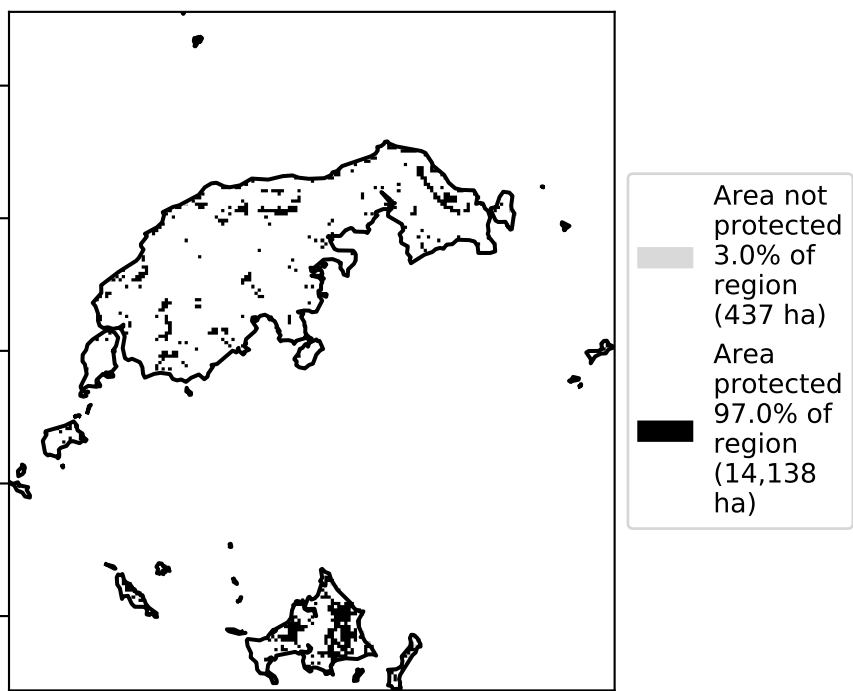 Area not
protected
3.0% of
region
(437 ha)
Area
protected
97.0% of
region
(14,138
ha)